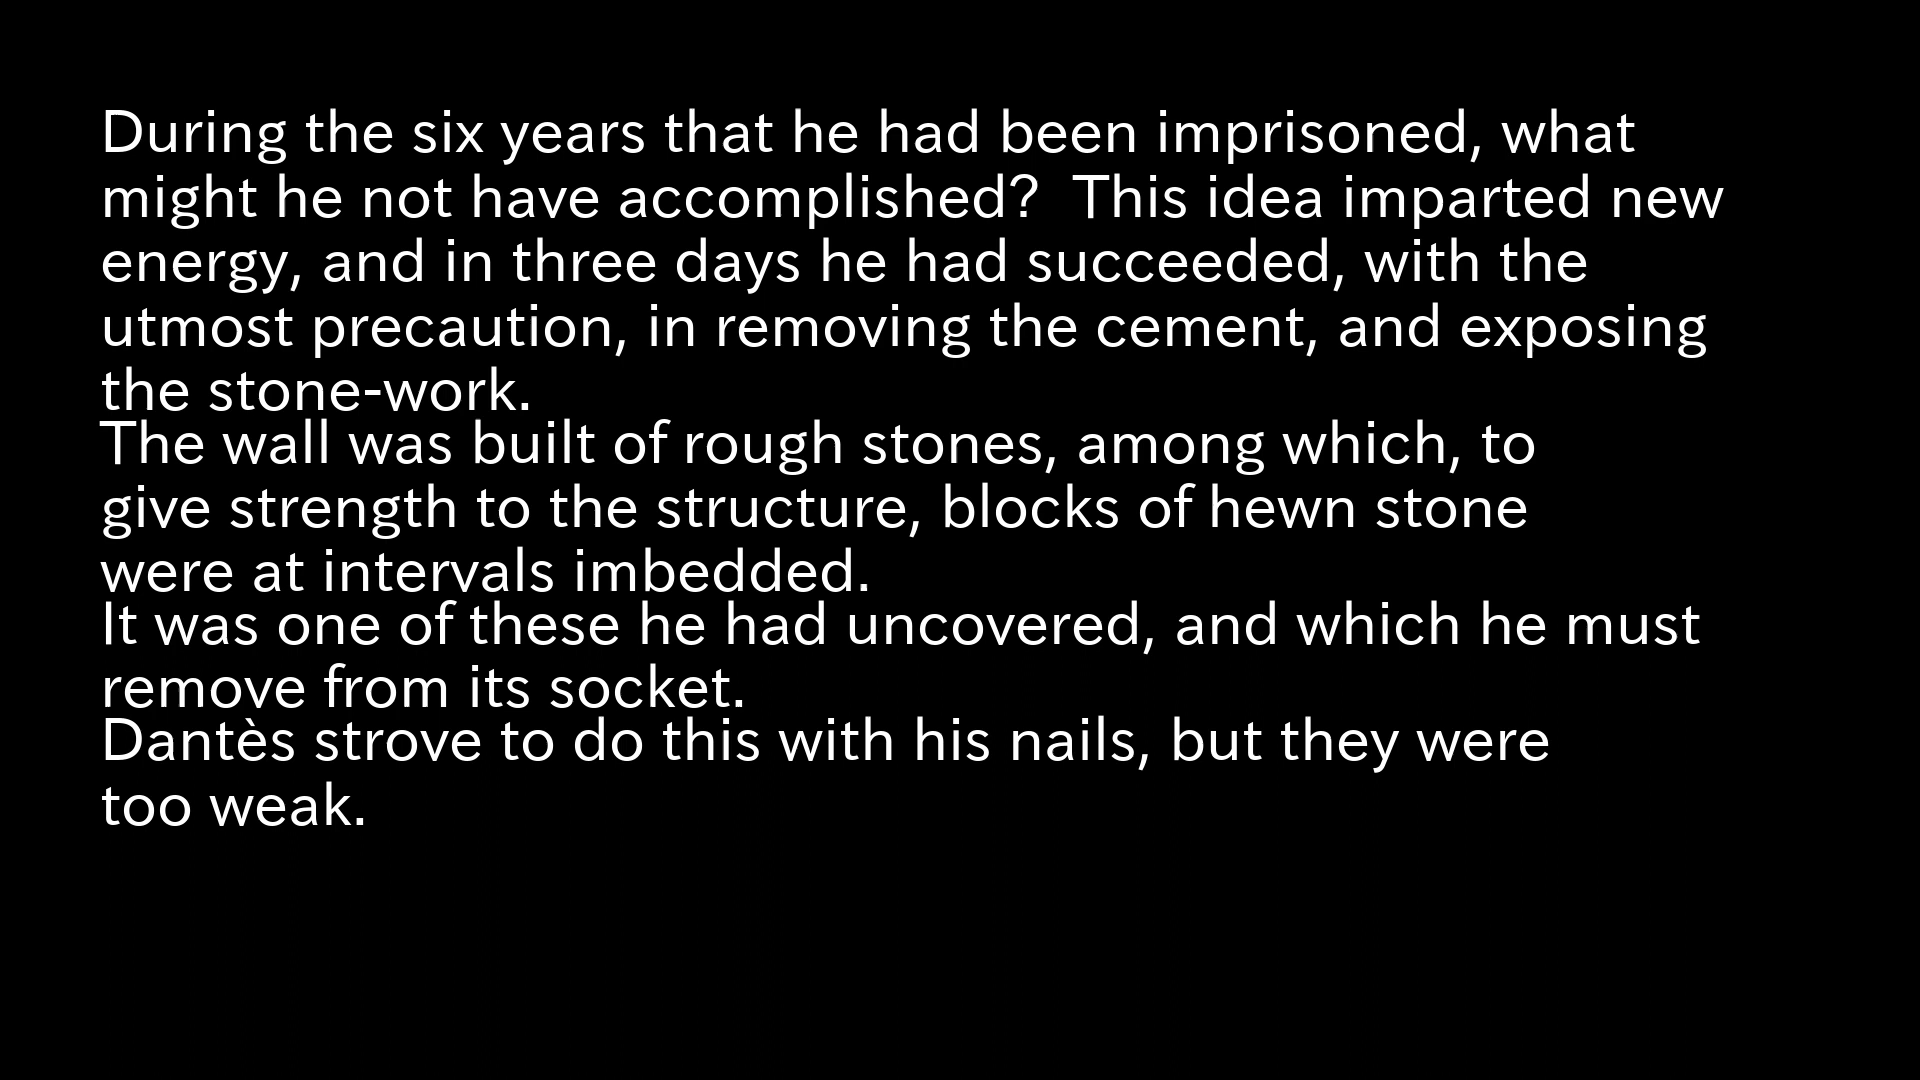 During the six years that he had been imprisoned, what
might he not have accomplished?  This idea imparted new
energy, and in three days he had succeeded, with the
utmost precaution, in removing the cement, and exposing
the stone-work.
The wall was built of rough stones, among which, to
give strength to the structure, blocks of hewn stone
were at intervals imbedded.
It was one of these he had uncovered, and which he must
remove from its socket.
Dantès strove to do this with his nails, but they were
too weak.